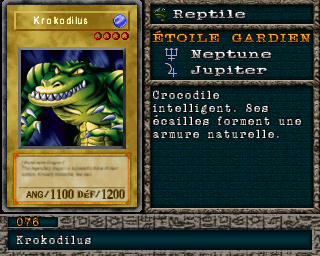 Krokodilus
ANG/1100 DéF/1200
Reptile
ÉTOILE GARDIEN
Neptune
Jupiter
Crocodile
intelligent. Ses
écailles forment une
armure naturelle.
076
Krokodilus